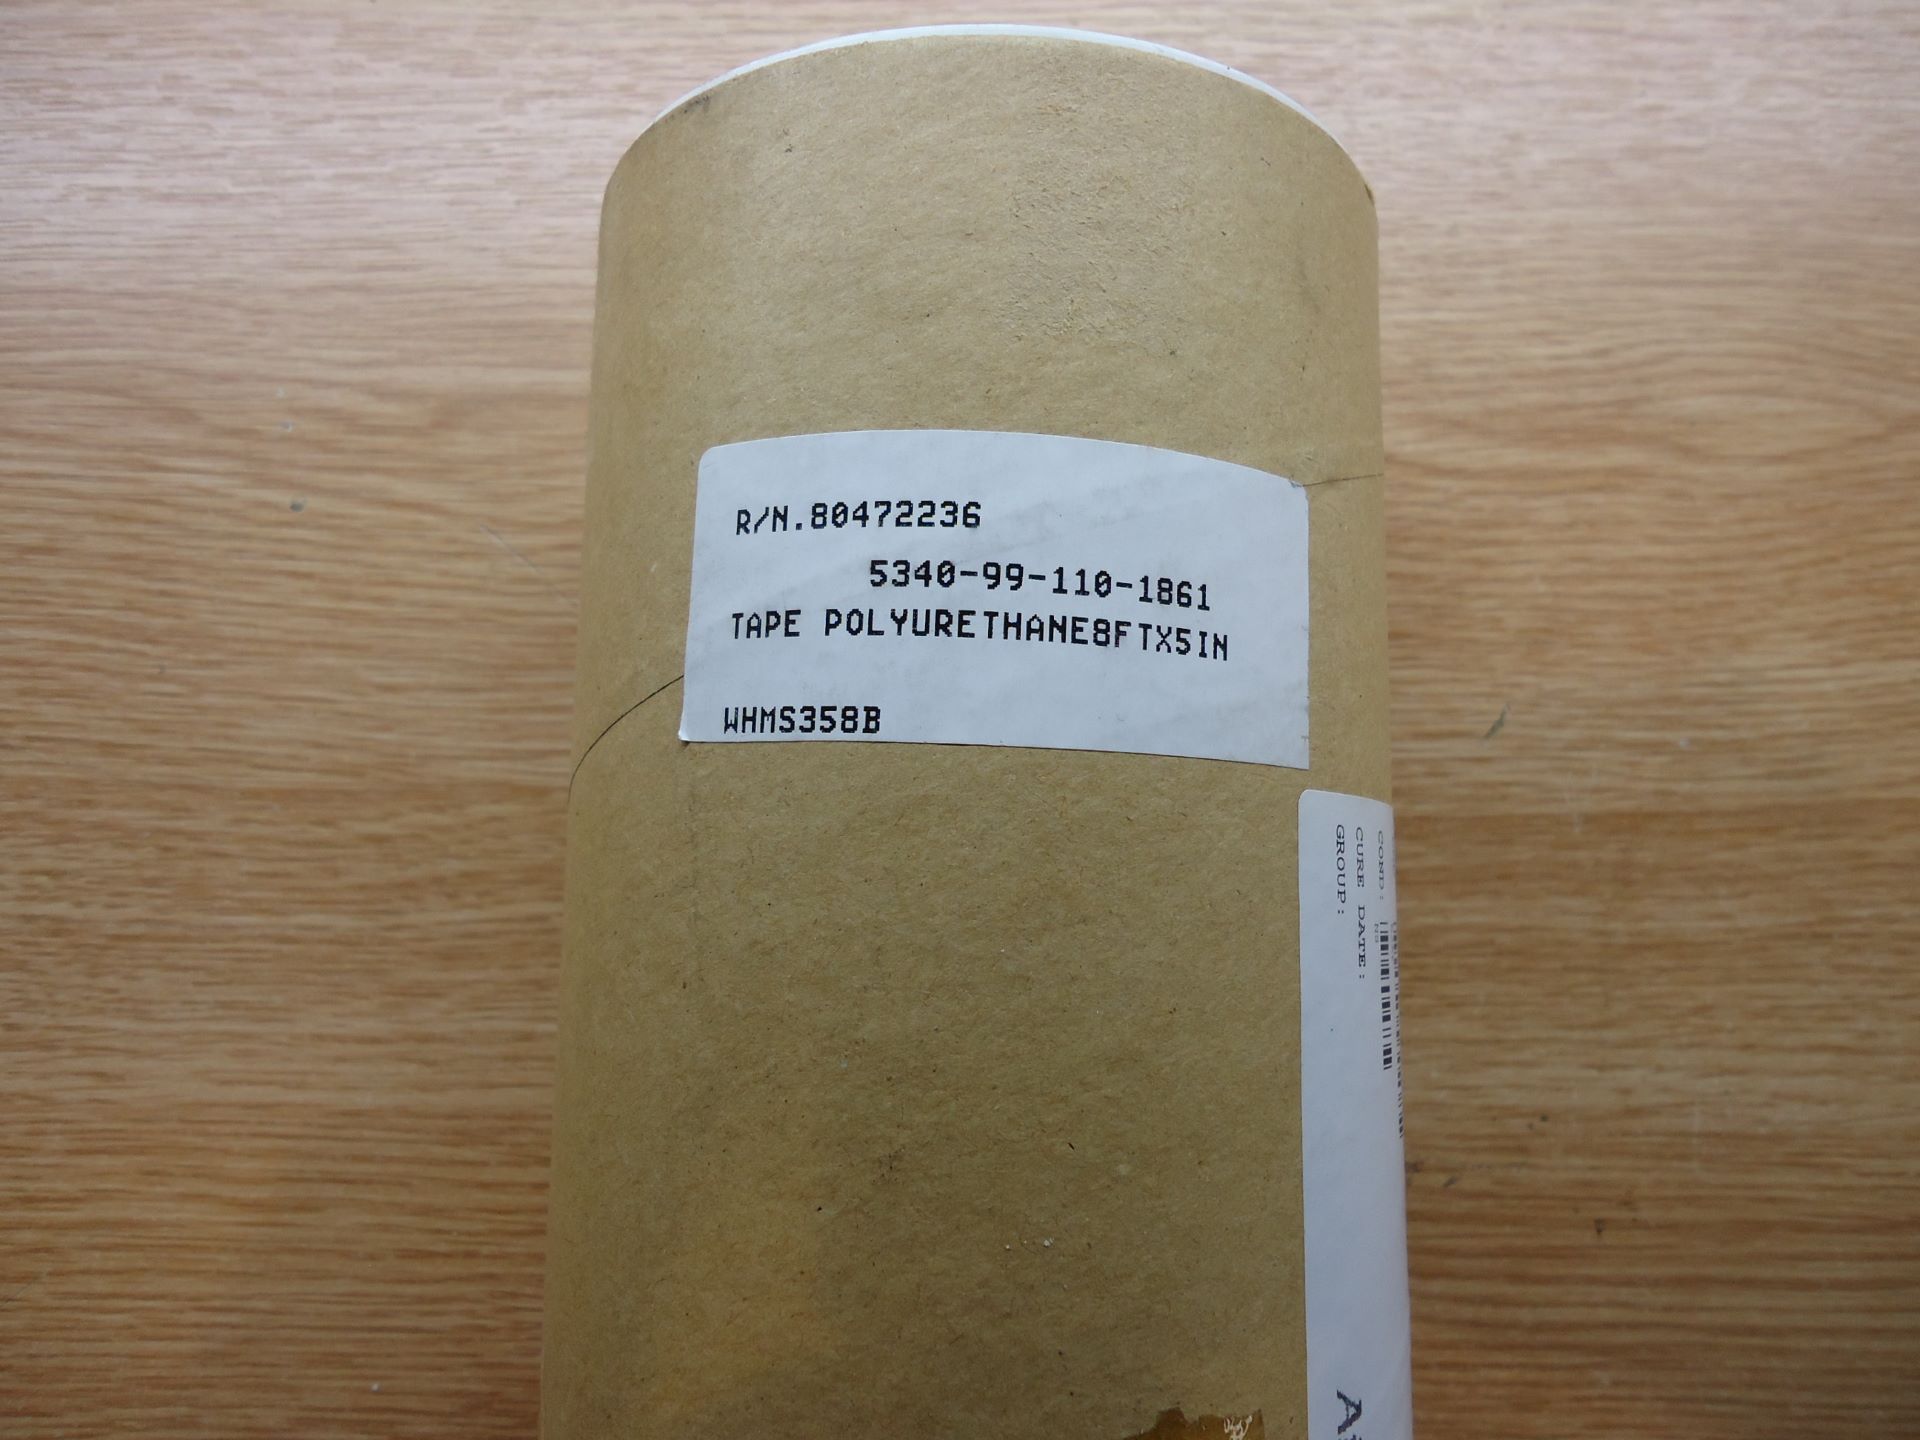 R/N.80472236
5340-99-110-1861
TAPE POLYURETHANE8FTX5IN
WHMS358B
COND:
CURE DATE:
GROUP: